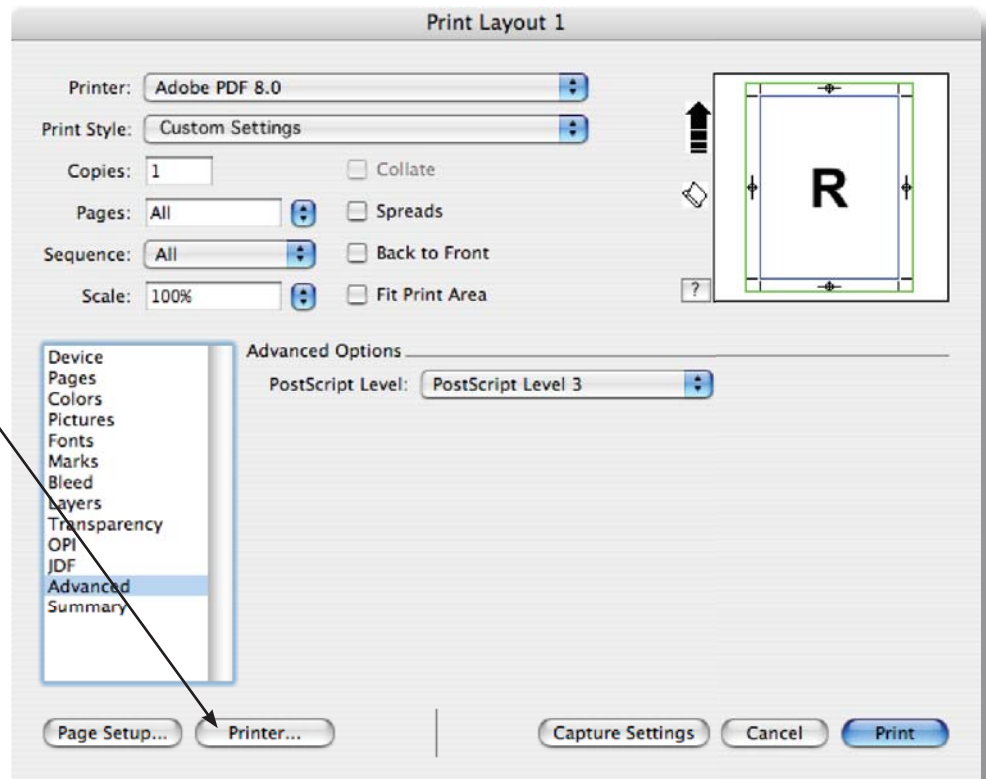 Print Layout 1
Printer: Adobe PDF 8.0
Print Style: Custom Settings
Copies: 1 Collate
Pages: All Spreads
Sequence: All Back to Front
Scale: 100% Fit Print Area
R
?
Device
Pages
Colors
Pictures
Fonts
Marks
Bleed
Layers
Transparency
OPI
JDF
Advanced
Summary
Advanced Options
PostScript Level: PostScript Level 3
Page Setup... Printer... Capture Settings Cancel Print